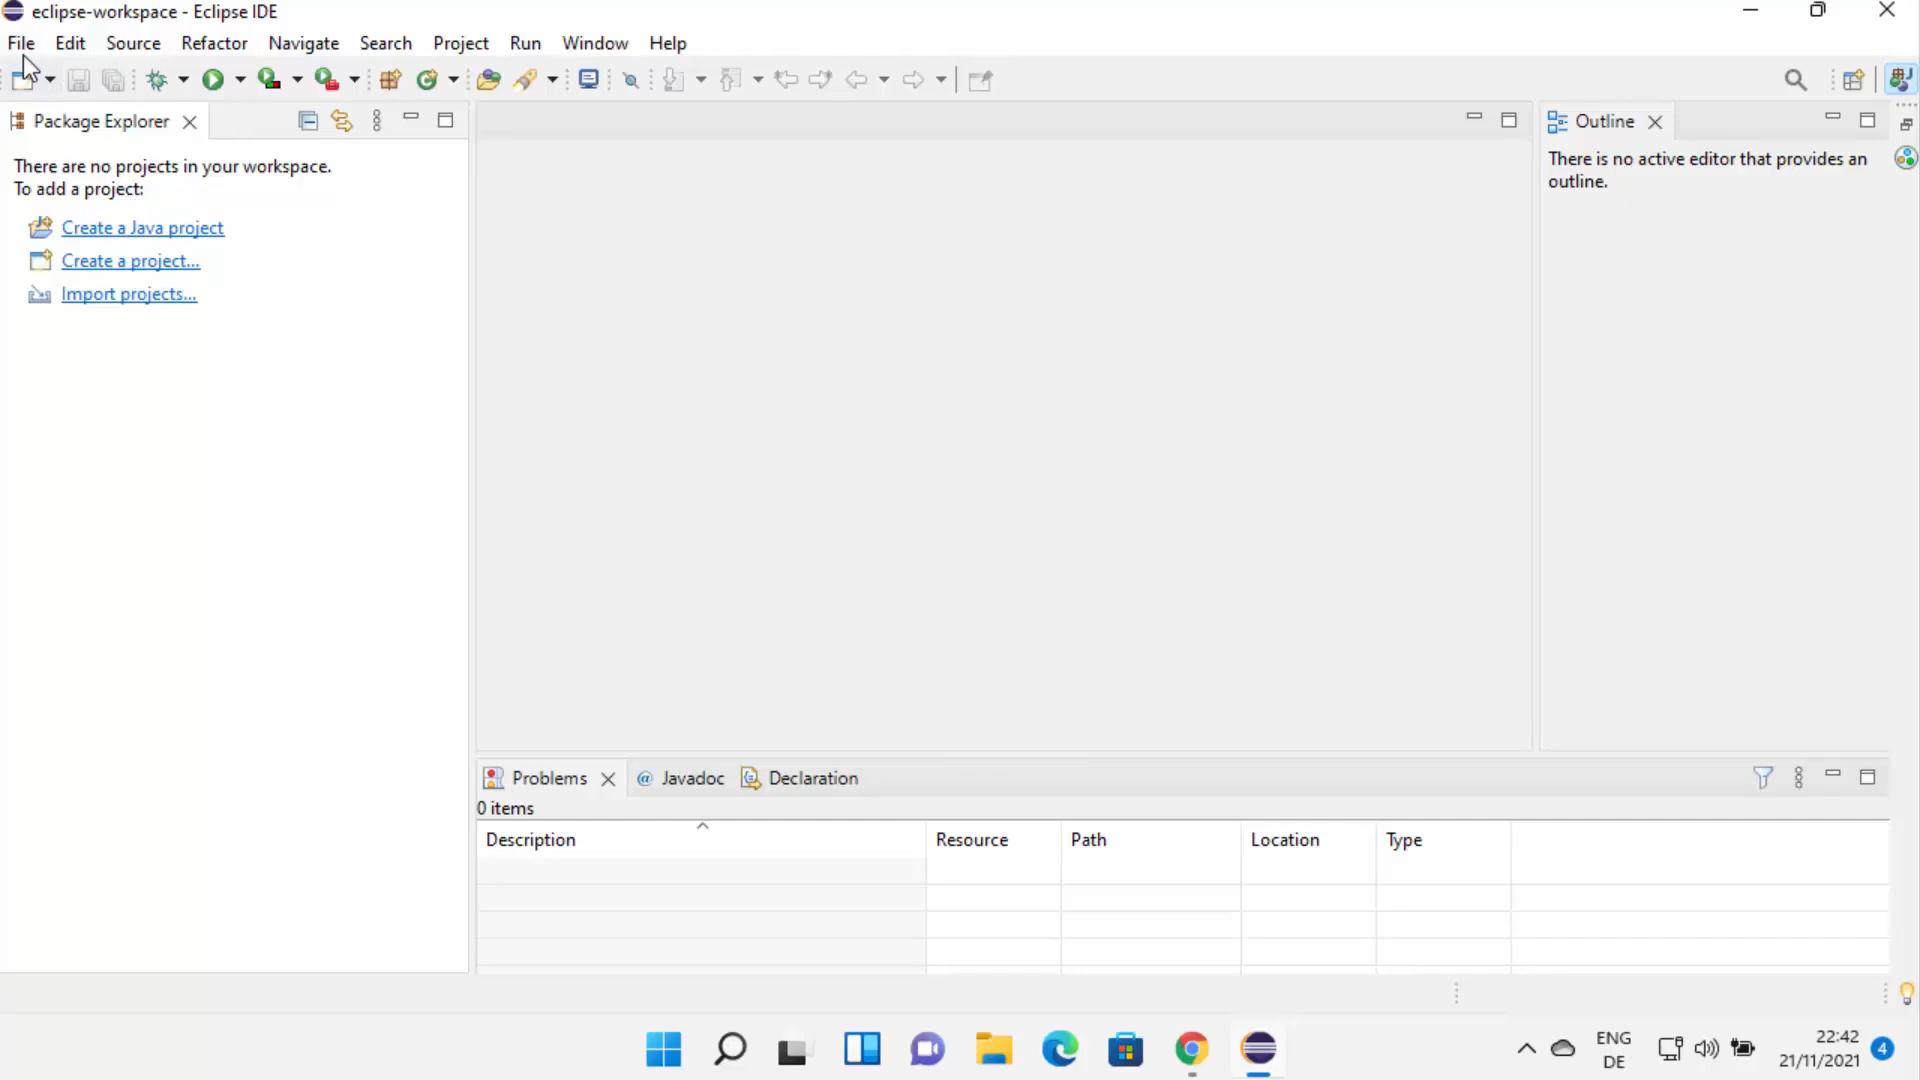 eclipse-workspace - Eclipse IDE
File Edit Source Refactor Navigate Search Project Run Window Help
Package Explorer
There are no projects in your workspace.
To add a project:
Create a Java project
Create a project...
Import projects...
Outline
There is no active editor that provides an
outline.
Problems @ Javadoc Declaration
0 items
Description Resource Path Location Type
ENG
DE
22:42
21/11/2021
4